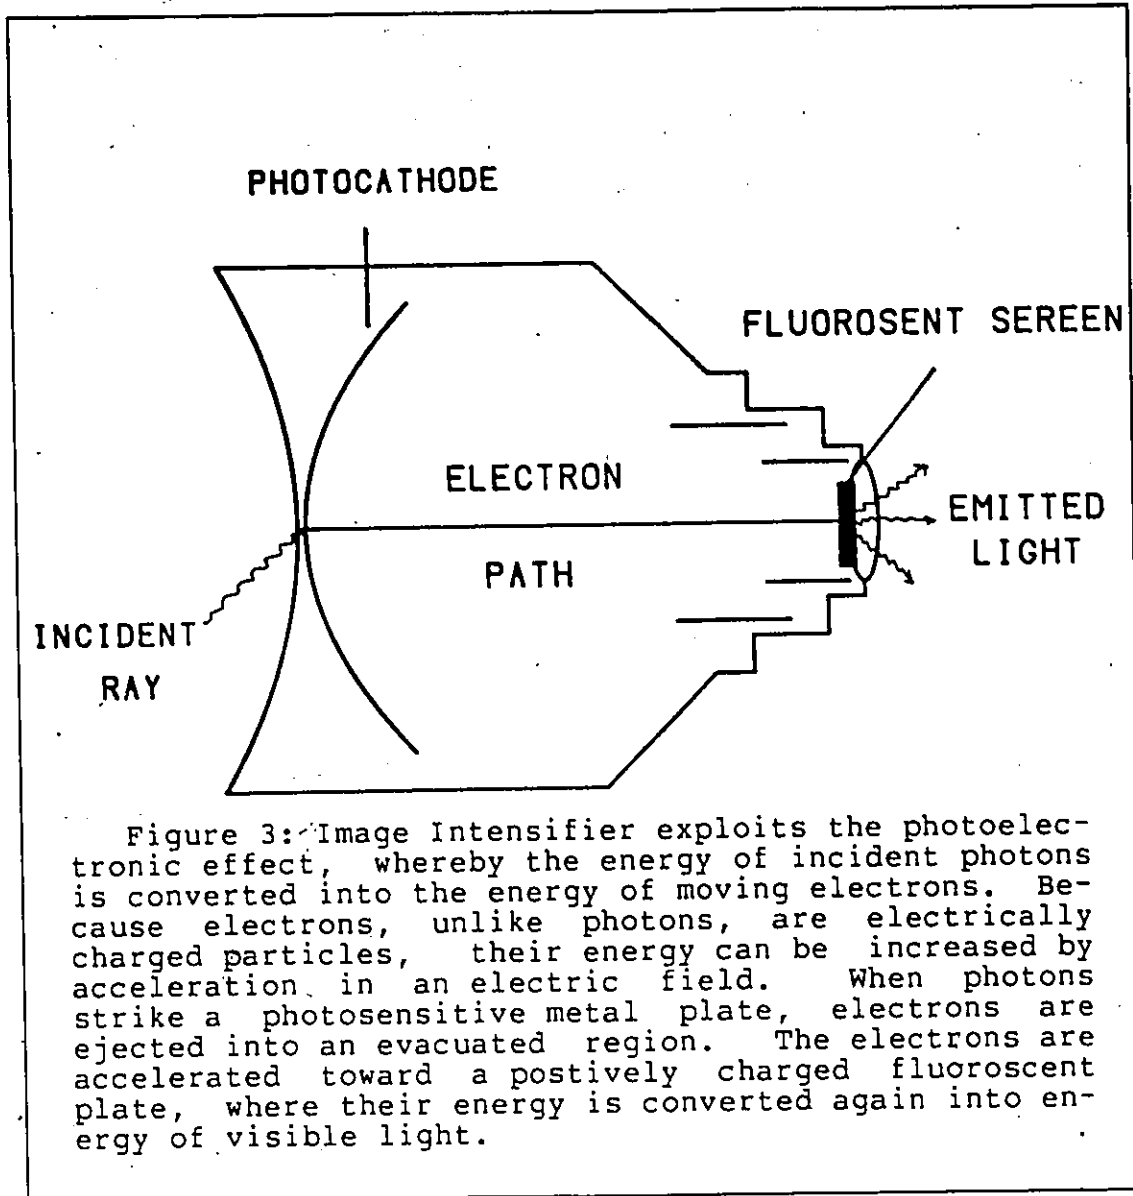 PHOTOCATHODE
FLUOROSENT SEREEN
ELECTRON
EMITTED
LIGHT
PATH
INCIDENT
RAY
Figure 3: Image Intensifier exploits the photoelec-
tronic effect, whereby the energy of incident photons
is converted into the energy of moving electrons. Be-
cause electrons, unlike photons, are electrically
charged particles, their energy can be increased by
acceleration in an electric field. When photons
strike a photosensitive metal plate, electrons are
ejected into an evacuated region. The electrons are
accelerated toward a postively charged fluoroscent
plate, where their energy is converted again into en-
ergy of visible light.